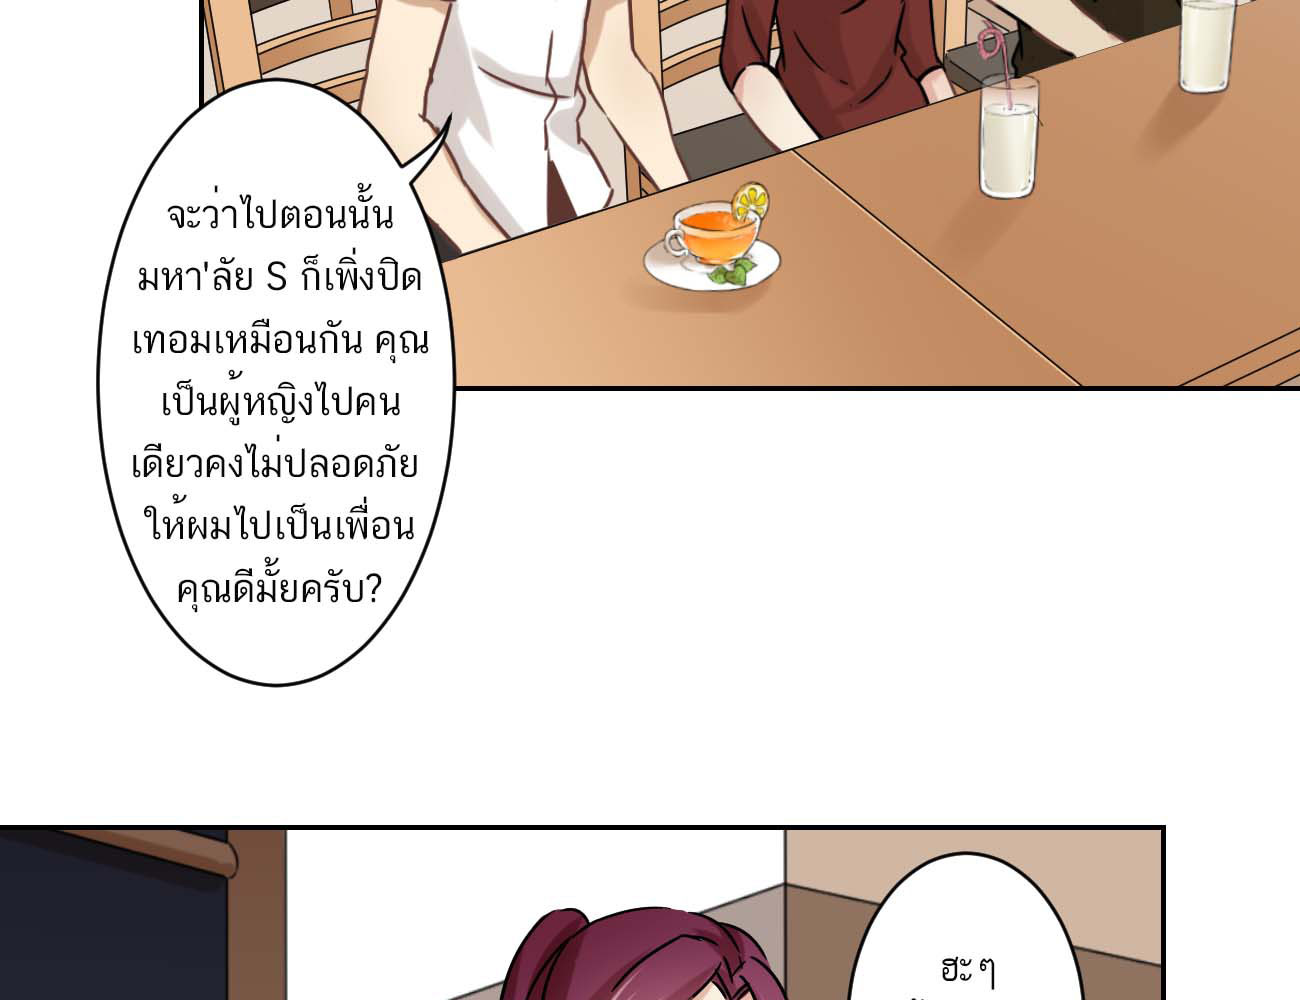 จะว่าไปตอนนั้น
มหา'ลัย S ก็เพิ่งปิด
เทอมเหมือนกัน คุณ
เป็นผู้หญิงไปคน
เดียวคงไม่ปลอดภัย
ให้ผมไปเป็นเพื่อน
คุณดีมั้ยครับ?
ฮะๆ